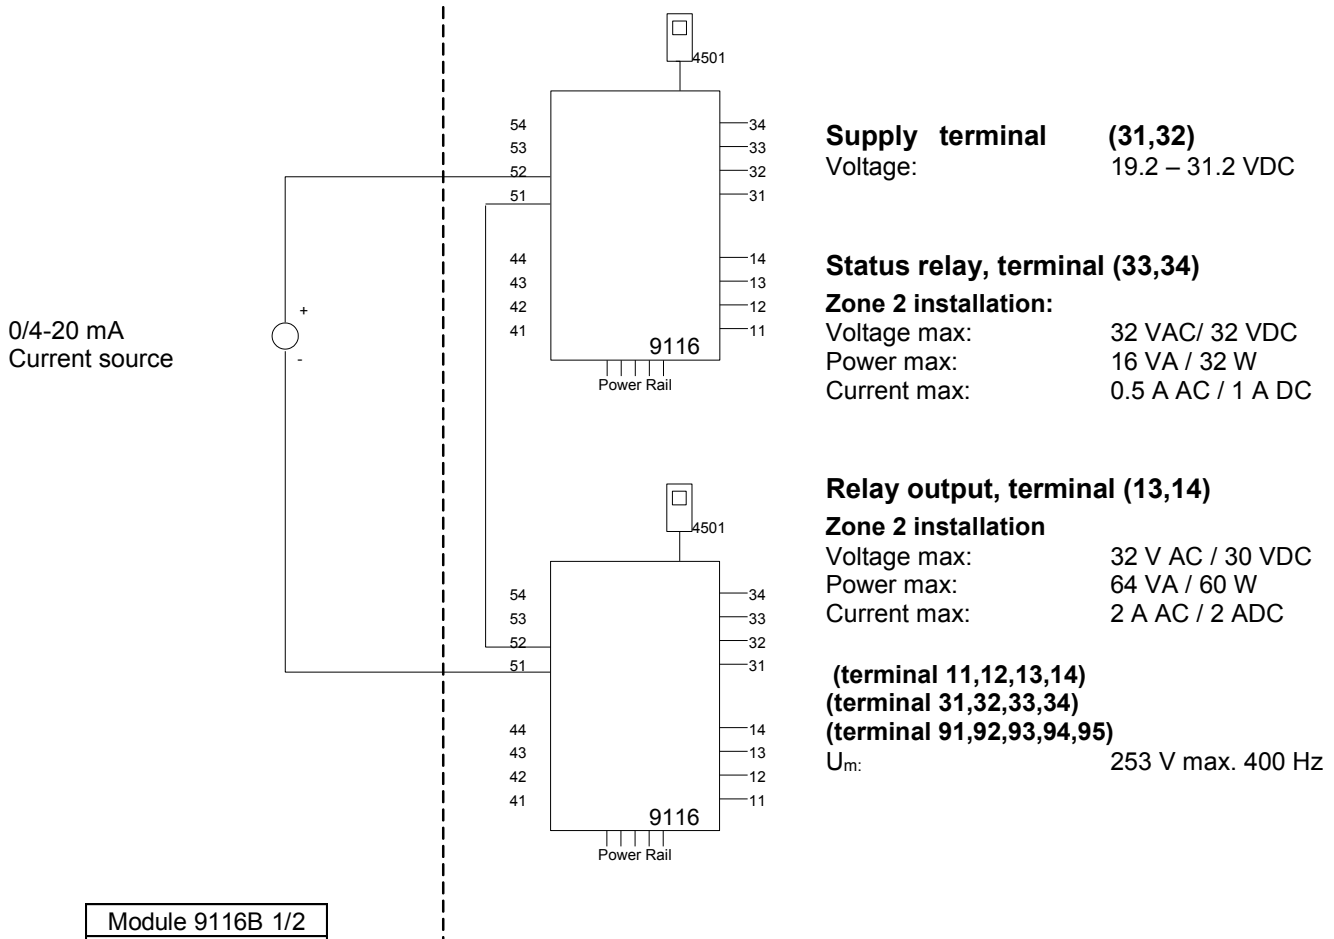 4501
54
53
52
51
44
43
42
41
34
33
32
31
14
13
12
11
9116
Power Rail
0/4-20 mA
Current source
+
-
4501
54
53
52
51
44
43
42
41
34
33
32
31
14
13
12
11
9116
Power Rail
Supply terminal (31,32)
Voltage: 19.2 – 31.2 VDC
Status relay, terminal (33,34)
Zone 2 installation:
Voltage max: 32 VAC/ 32 VDC
Power max: 16 VA / 32 W
Current max: 0.5 A AC / 1 A DC
Relay output, terminal (13,14)
Zone 2 installation
Voltage max: 32 V AC / 30 VDC
Power max: 64 VA / 60 W
Current max: 2 A AC / 2 ADC
(terminal 11,12,13,14)
(terminal 31,32,33,34)
(terminal 91,92,93,94,95)
Um: 253 V max. 400 Hz
Module 9116B 1/2